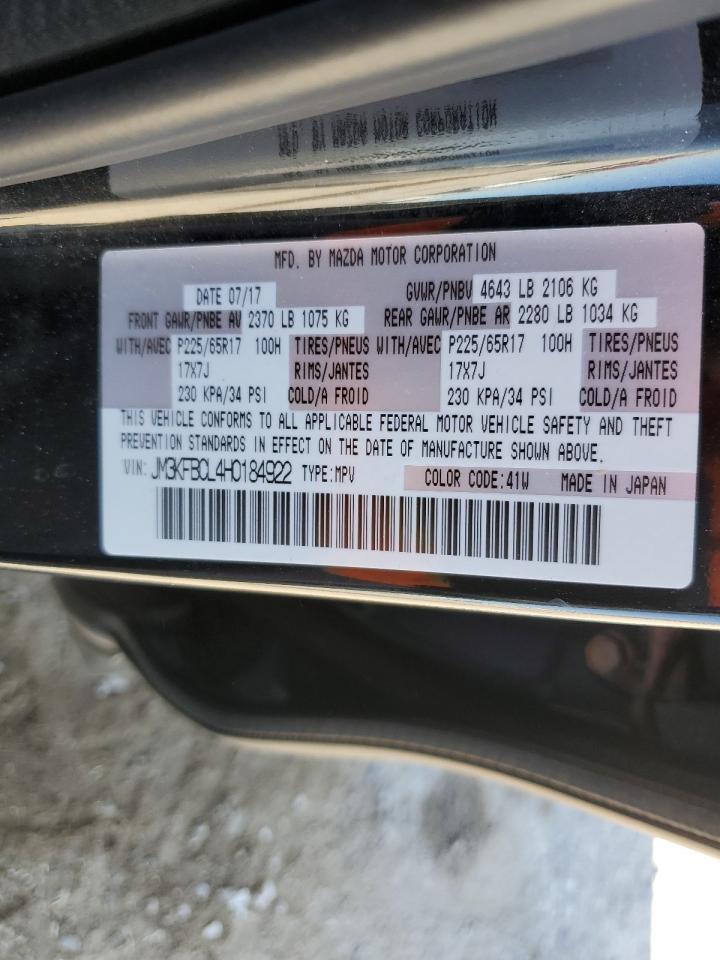 MFD. BY MAZDA MOTOR CORPORATION
DATE 07/17 GVWR/PNBV 4643 LB 2106 KG
FRONT GAWR/PNBE AV 2370 LB 1075 KG REAR GAWR/PNBE AR 2280 LB 1034 KG
WITH/AVEC P225/65R17 100H TIRES/PNEUS WITH/AVEC P225/65R17 100H TIRES/PNEUS
17X7J RIMS/JANTES 17X7J RIMS/JANTES
230 KPA/34 PSI COLD/A FROID 230 KPA/34 PSI COLD/A FROID
THIS VEHICLE CONFORMS TO ALL APPLICABLE FEDERAL MOTOR VEHICLE SAFETY AND THEFT
PREVENTION STANDARDS IN EFFECT ON THE DATE OF MANUFACTURE SHOWN ABOVE.
VIN: JM3KFBCL4H0184922 TYPE:MPV COLOR CODE:41W MADE IN JAPAN